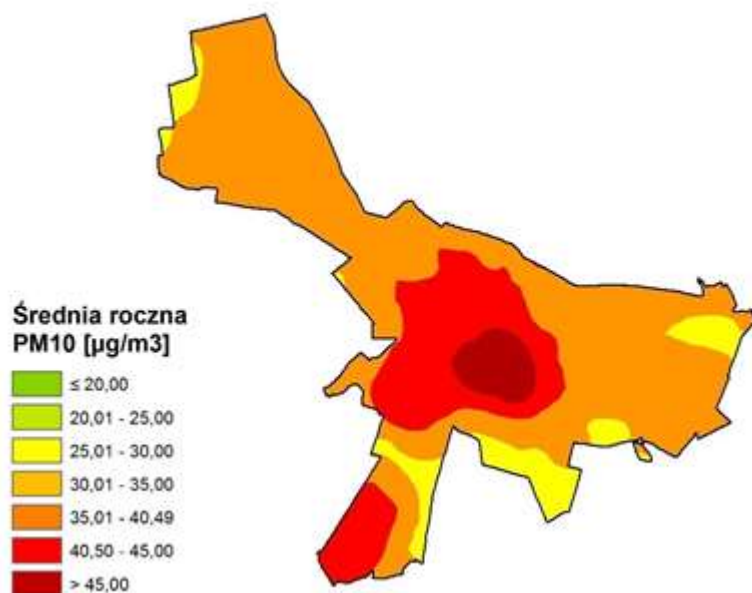 Średnia roczna
PM10 [µg/m3]
≤ 20,00
20,01 - 25,00
25,01 - 30,00
30,01 - 35,00
35,01 - 40,49
40,50 - 45,00
> 45,00